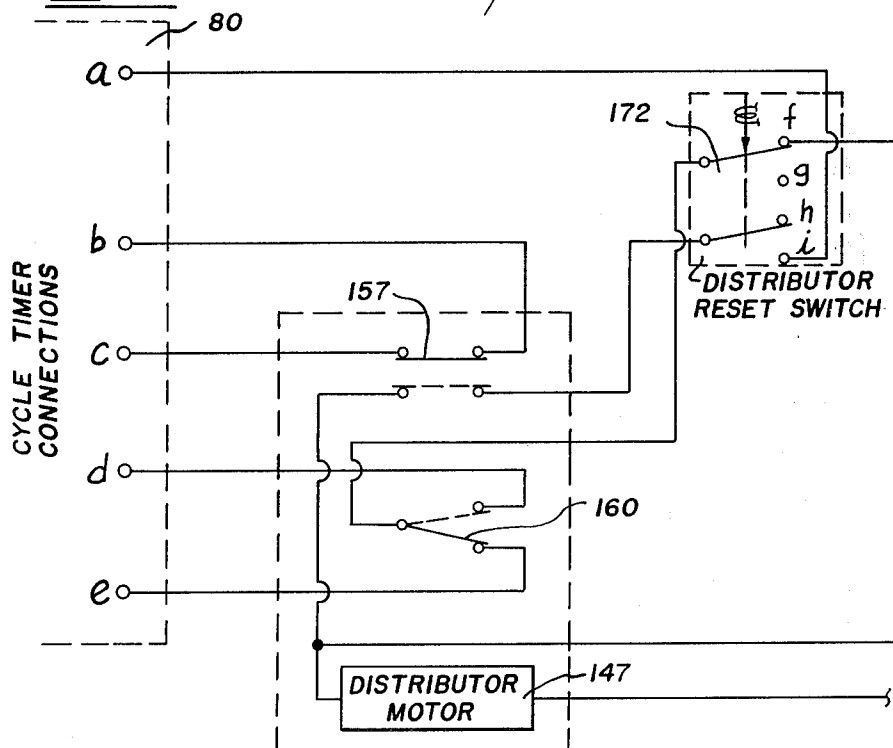 80
a
172
f
g
b
h
i
157
DISTRIBUTOR
RESET SWITCH
c
CYCLE TIMER
CONNECTIONS
d
160
e
DISTRIBUTOR
MOTOR
147